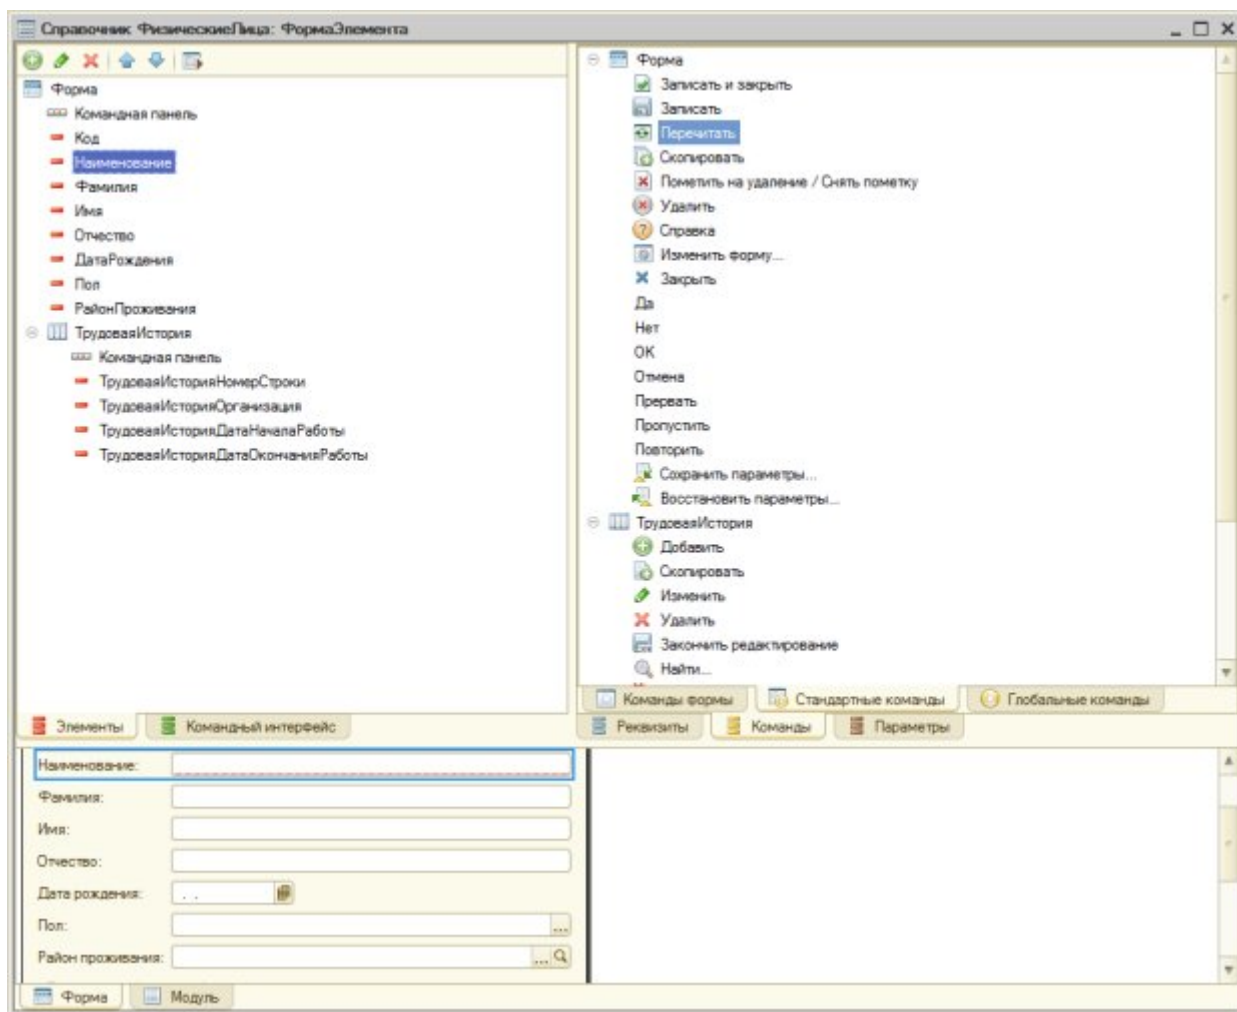 Справочник ФизическиеЛица: ФормаЭлемента
Форма
Командная панель
Код
Наименование
Фамилия
Имя
Отчество
ДатаРождения
Пол
РайонПроживания
ТрудоваяИстория
Командная панель
ТрудоваяИсторияНомерСтроки
ТрудоваяИсторияОрганизация
ТрудоваяИсторияДатаНачалаРаботы
ТрудоваяИсторияДатаОкончанияРаботы
Элементы
Командный интерфейс
Форма
Записать и закрыть
Записать
Перечитать
Скопировать
Пометить на удаление / Снять пометку
Удалить
Справка
Изменить форму...
Закрыть
Да
Нет
OK
Отмена
Прервать
Пропустить
Повторить
Сохранить параметры...
Восстановить параметры...
ТрудоваяИстория
Добавить
Скопировать
Изменить
Удалить
Закончить редактирование
Найти...
Команды формы
Стандартные команды
Глобальные команды
Реквизиты
Команды
Параметры
Наименование:
Фамилия:
Имя:
Отчество:
Дата рождения: . .
Пол: ...
Район проживания: ...
Форма
Модуль